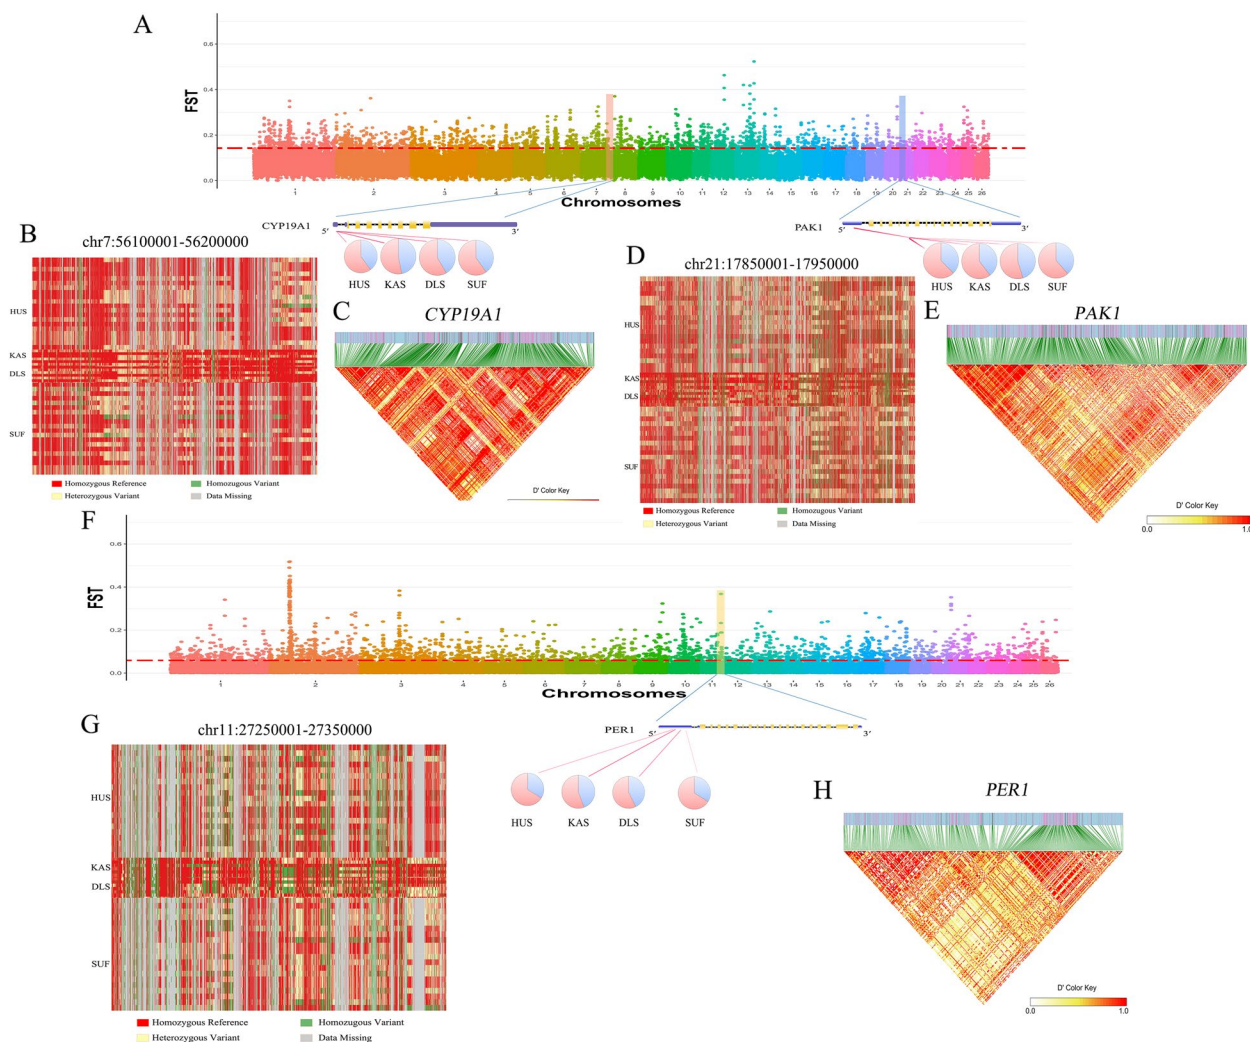 A
FST
0.6
0.4
0.2
0.0
1 2 3 4 5 6 7 8 9 10 11 12 13 14 15 16 17 18 19 20 21 22 23 24 25 26
Chromosomes
CYP19A1
5′ 3′
HUS KAS DLS SUF
PAK1
5′ 3′
HUS KAS DLS SUF
B
chr7:56100001-56200000
HUS
KAS
DLS
SUF
Homozygous Reference Homozugous Variant
Heterozygous Variant Data Missing
C
CYP19A1
D' Color Key
D
chr21:17850001-17950000
HUS
KAS
DLS
SUF
Homozygous Reference Homozugous Variant
Heterozygous Variant Data Missing
E
PAK1
D' Color Key
0.0 1.0
F
FST
0.6
0.4
0.2
0.0
1 2 3 4 5 6 7 8 9 10 11 12 13 14 15 16 17 18 19 20 21 22 23 24 25 26
Chromosomes
PER1
5′ 3′
HUS KAS DLS SUF
G
chr11:27250001-27350000
HUS
KAS
DLS
SUF
Homozygous Reference Homozugous Variant
Heterozygous Variant Data Missing
H
PER1
D' Color Key
0.0 1.0